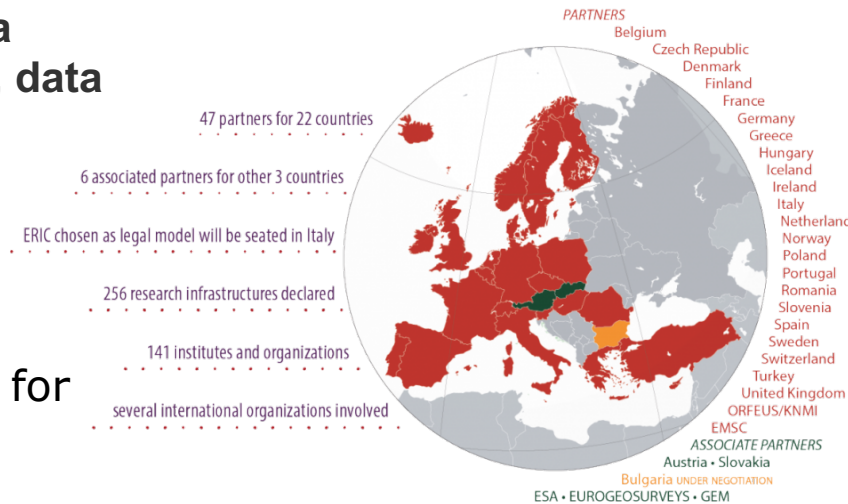 a
data
47 partners for 22 countries
6 associated partners for other 3 countries
ERIC chosen as legal model will be seated in Italy
256 research infrastructures declared
141 institutes and organizations
for
several international organizations involved
PARTNERS
Belgium
Czech Republic
Denmark
Finland
France
Germany
Greece
Hungary
Iceland
Ireland
Italy
Netherland
Norway
Poland
Portugal
Romania
Slovenia
Spain
Sweden
Switzerland
Turkey
United Kingdom
ORFEUS/KNMI
EMSC
ASSOCIATE PARTNERS
Austria • Slovakia
Bulgaria UNDER NEGOTIATION
ESA • EUROGEOSURVEYS • GEM